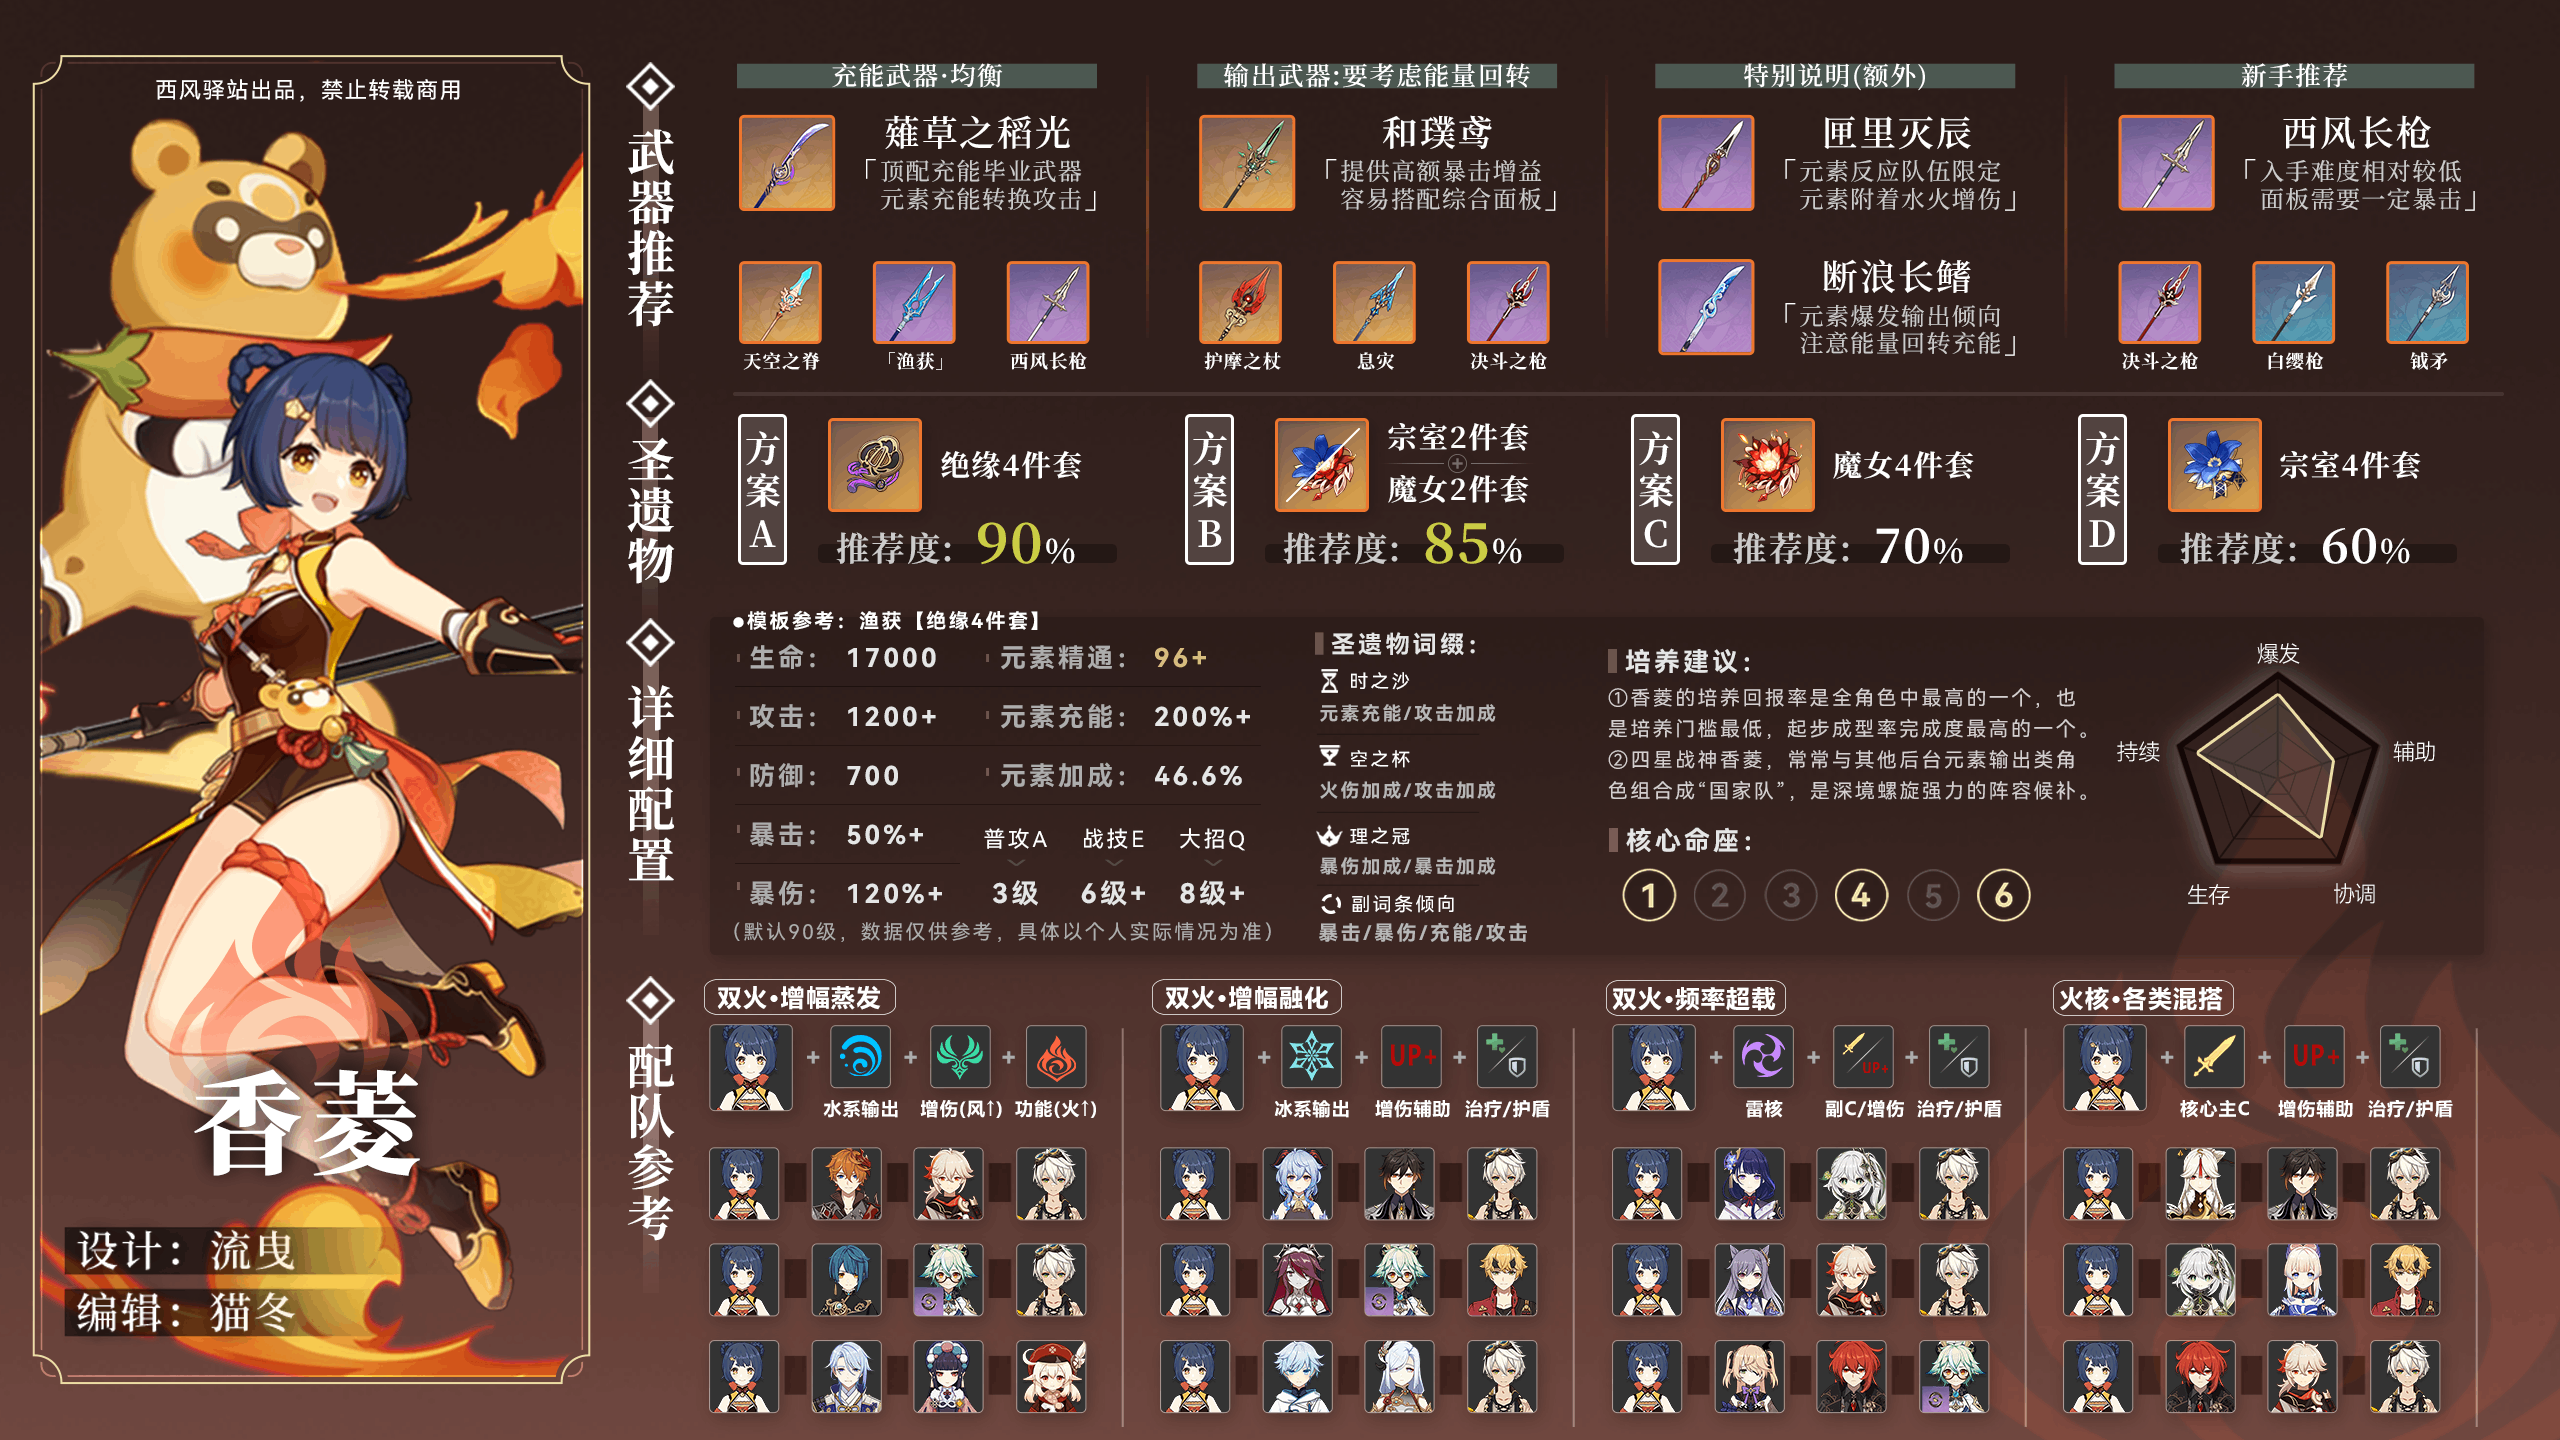 西风驿站出品，禁止转载商用
香菱
设计：流曳
编辑：猫冬
武器推荐
充能武器·均衡
薙草之稻光
「顶配充能毕业武器
元素充能转换攻击」
天空之脊
「渔获」
西风长枪
输出武器:要考虑能量回转
和璞鸢
「提供高额暴击增益
容易搭配综合面板」
护摩之杖
息灾
决斗之枪
特别说明(额外)
匣里灭辰
「元素反应队伍限定
元素附着水火增伤」
断浪长鳍
「元素爆发输出倾向
注意能量回转充能」
新手推荐
西风长枪
「入手难度相对较低
面板需要一定暴击」
决斗之枪
白缨枪
钺矛
圣遗物
方案A
绝缘4件套
推荐度：90%
方案B
宗室2件套
魔女2件套
推荐度：85%
方案C
魔女4件套
推荐度：70%
方案D
宗室4件套
推荐度：60%
详细配置
●模板参考：渔获【绝缘4件套】
生命：17000
元素精通：96+
攻击：1200+
元素充能：200%+
防御：700
元素加成：46.6%
暴击：50%+
普攻A 战技E 大招Q
暴伤：120%+
3级 6级+ 8级+
(默认90级，数据仅供参考，具体以个人实际情况为准)
圣遗物词缀：
时之沙
元素充能/攻击加成
空之杯
火伤加成/攻击加成
理之冠
暴伤加成/暴击加成
副词条倾向
暴击/暴伤/充能/攻击
培养建议：
①香菱的培养回报率是全角色中最高的一个，也
是培养门槛最低，起步成型率完成度最高的一个。
②四星战神香菱，常常与其他后台元素输出类角
色组合成“国家队”，是深境螺旋强力的阵容候补。
核心命座：
1 2 3 4 5 6
爆发
持续
辅助
生存
协调
配队参考
双火·增幅蒸发
+ + +
水系输出 增伤(风↑) 功能(火↑)
双火·增幅融化
+ + UP+ +
冰系输出 增伤辅助 治疗/护盾
双火·频率超载
+ + UP+ +
雷核 副C/增伤 治疗/护盾
火核·各类混搭
+ + UP+ +
核心主C 增伤辅助 治疗/护盾